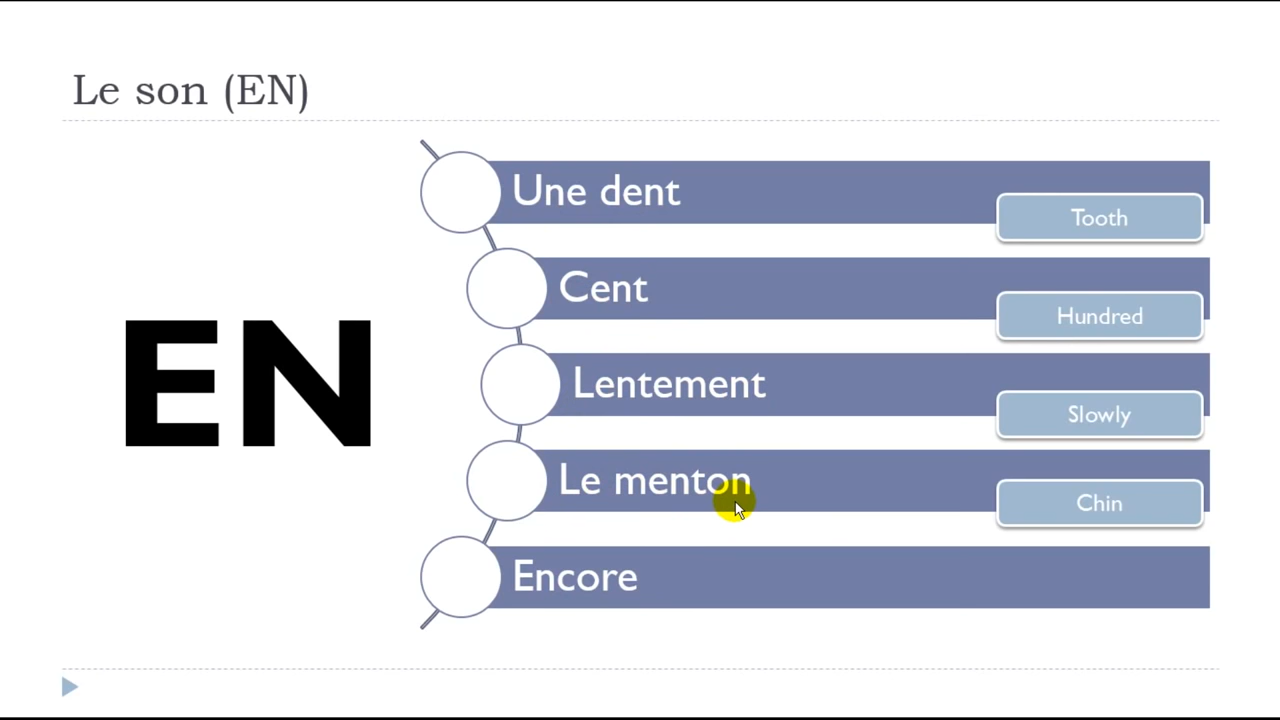 Le son (EN)
EN
Une dent
Tooth
Cent
Hundred
Lentement
Slowly
Le menton
Chin
Encore